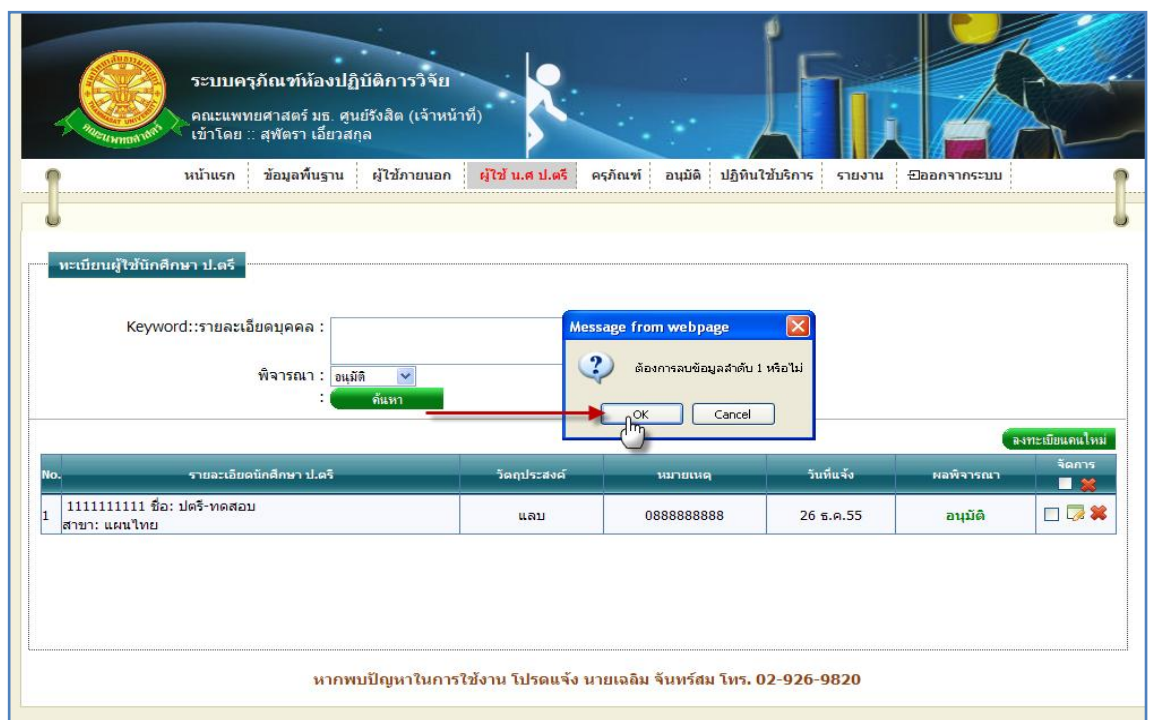 ระบบครุภัณฑ์ห้องปฏิบัติการวิจัย
คณะแพทยศาสตร์ มธ. ศูนย์รังสิต (เจ้าหน้าที่)
เข้าโดย :: สุพัตรา เอี่ยวสกุล
หน้าแรก ข้อมูลพื้นฐาน ผู้ใช้ภายนอก ผู้ใช้ น.ศ ป.ตรี ครุภัณฑ์ อนุมัติ ปฏิทินใช้บริการ รายงาน ออกจากระบบ
ทะเบียนผู้ใช้นักศึกษา ป.ตรี
Keyword::รายละเอียดบุคคล :
พิจารณา : อนุมัติ
: ค้นหา
Message from webpage
ต้องการลบข้อมูลลำดับ 1 หรือไม่
OK Cancel
ลงทะเบียนคนใหม่
No. รายละเอียดนักศึกษา ป.ตรี วัตถุประสงค์ หมายเหตุ วันที่แจ้ง ผลพิจารณา จัดการ
1 1111111111 ชื่อ: ปตรี-ทดสอบ
สาขา: แผนไทย แลบ 0888888888 26 ธ.ค.55 อนุมัติ
หากพบปัญหาในการใช้งาน โปรดแจ้ง นายเฉลิม จันทร์สม โทร. 02-926-9820